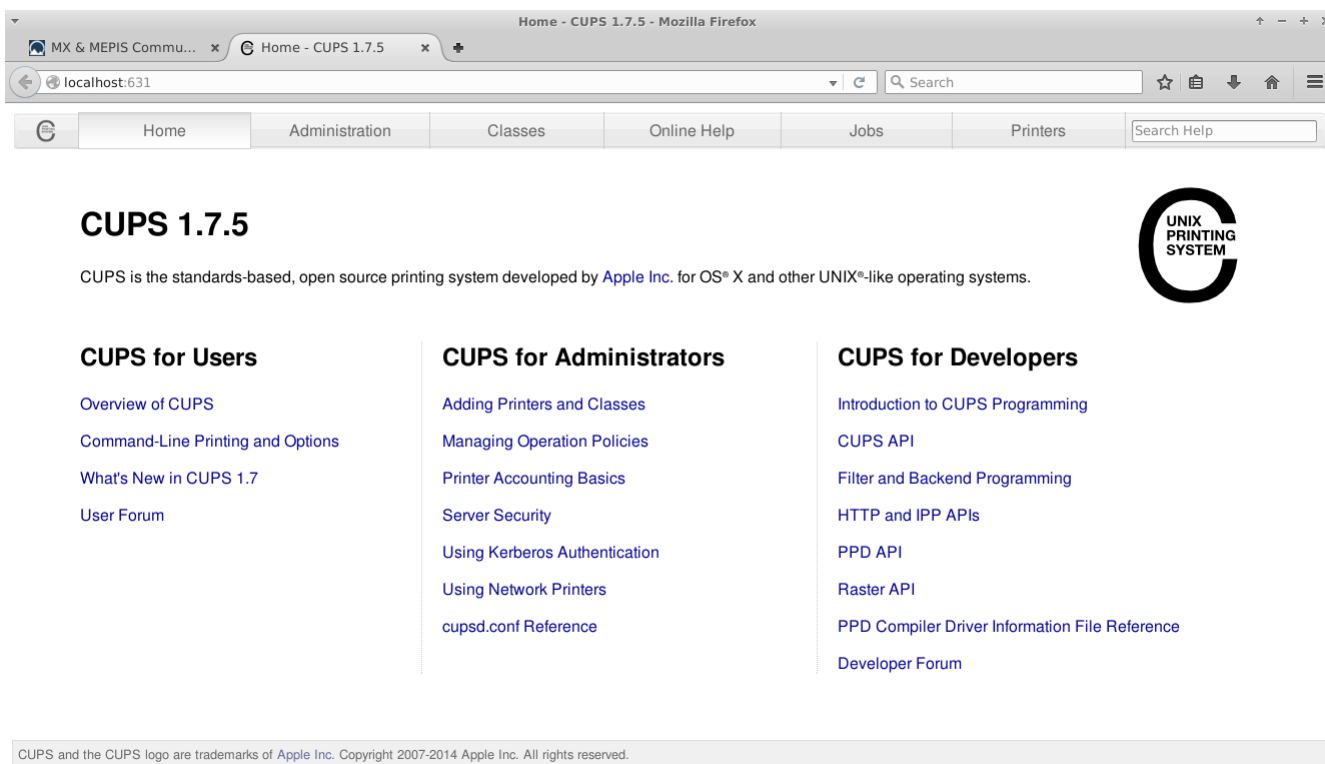 Home - CUPS 1.7.5 - Mozilla Firefox
MX & MEPIS Commu...
Home - CUPS 1.7.5
localhost:631
Search
Home
Administration
Classes
Online Help
Jobs
Printers
Search Help
CUPS 1.7.5
CUPS is the standards-based, open source printing system developed by Apple Inc. for OS® X and other UNIX®-like operating systems.
UNIX
PRINTING
SYSTEM
CUPS for Users
Overview of CUPS
Command-Line Printing and Options
What's New in CUPS 1.7
User Forum
CUPS for Administrators
Adding Printers and Classes
Managing Operation Policies
Printer Accounting Basics
Server Security
Using Kerberos Authentication
Using Network Printers
cupsd.conf Reference
CUPS for Developers
Introduction to CUPS Programming
CUPS API
Filter and Backend Programming
HTTP and IPP APIs
PPD API
Raster API
PPD Compiler Driver Information File Reference
Developer Forum
CUPS and the CUPS logo are trademarks of Apple Inc. Copyright 2007-2014 Apple Inc. All rights reserved.